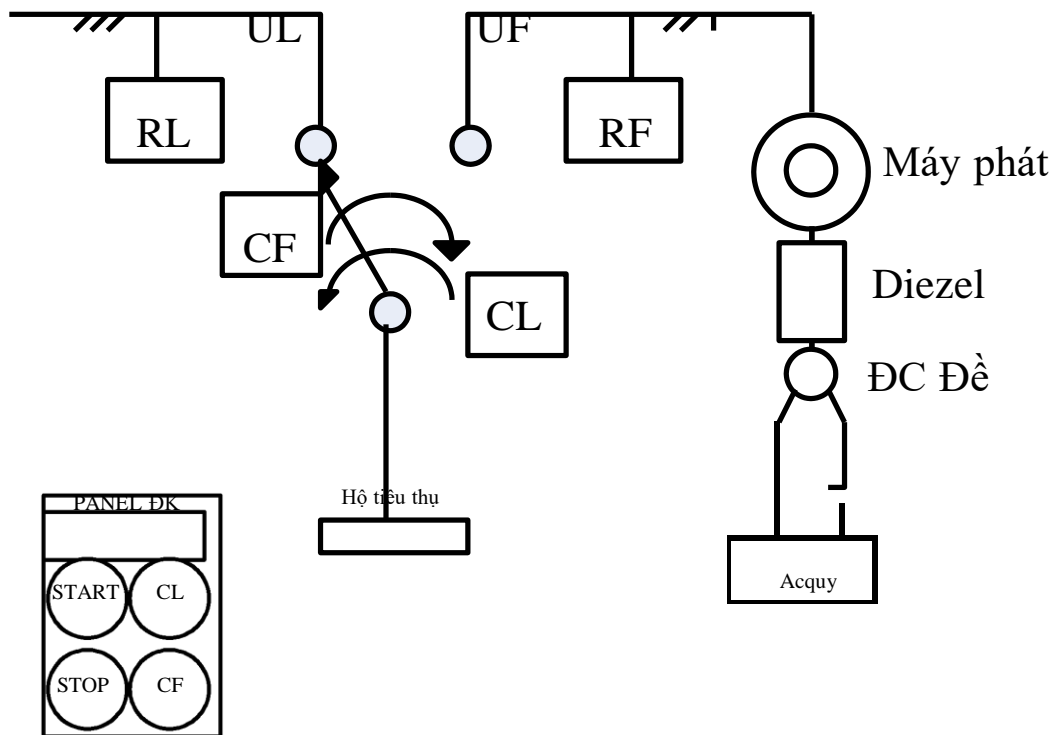 UL
UF
RL
RF
Máy phát
CF
Diezel
CL
ĐC Đề
Hộ tiêu thụ
PANEL ĐK
Acquy
START
CL
STOP
CF